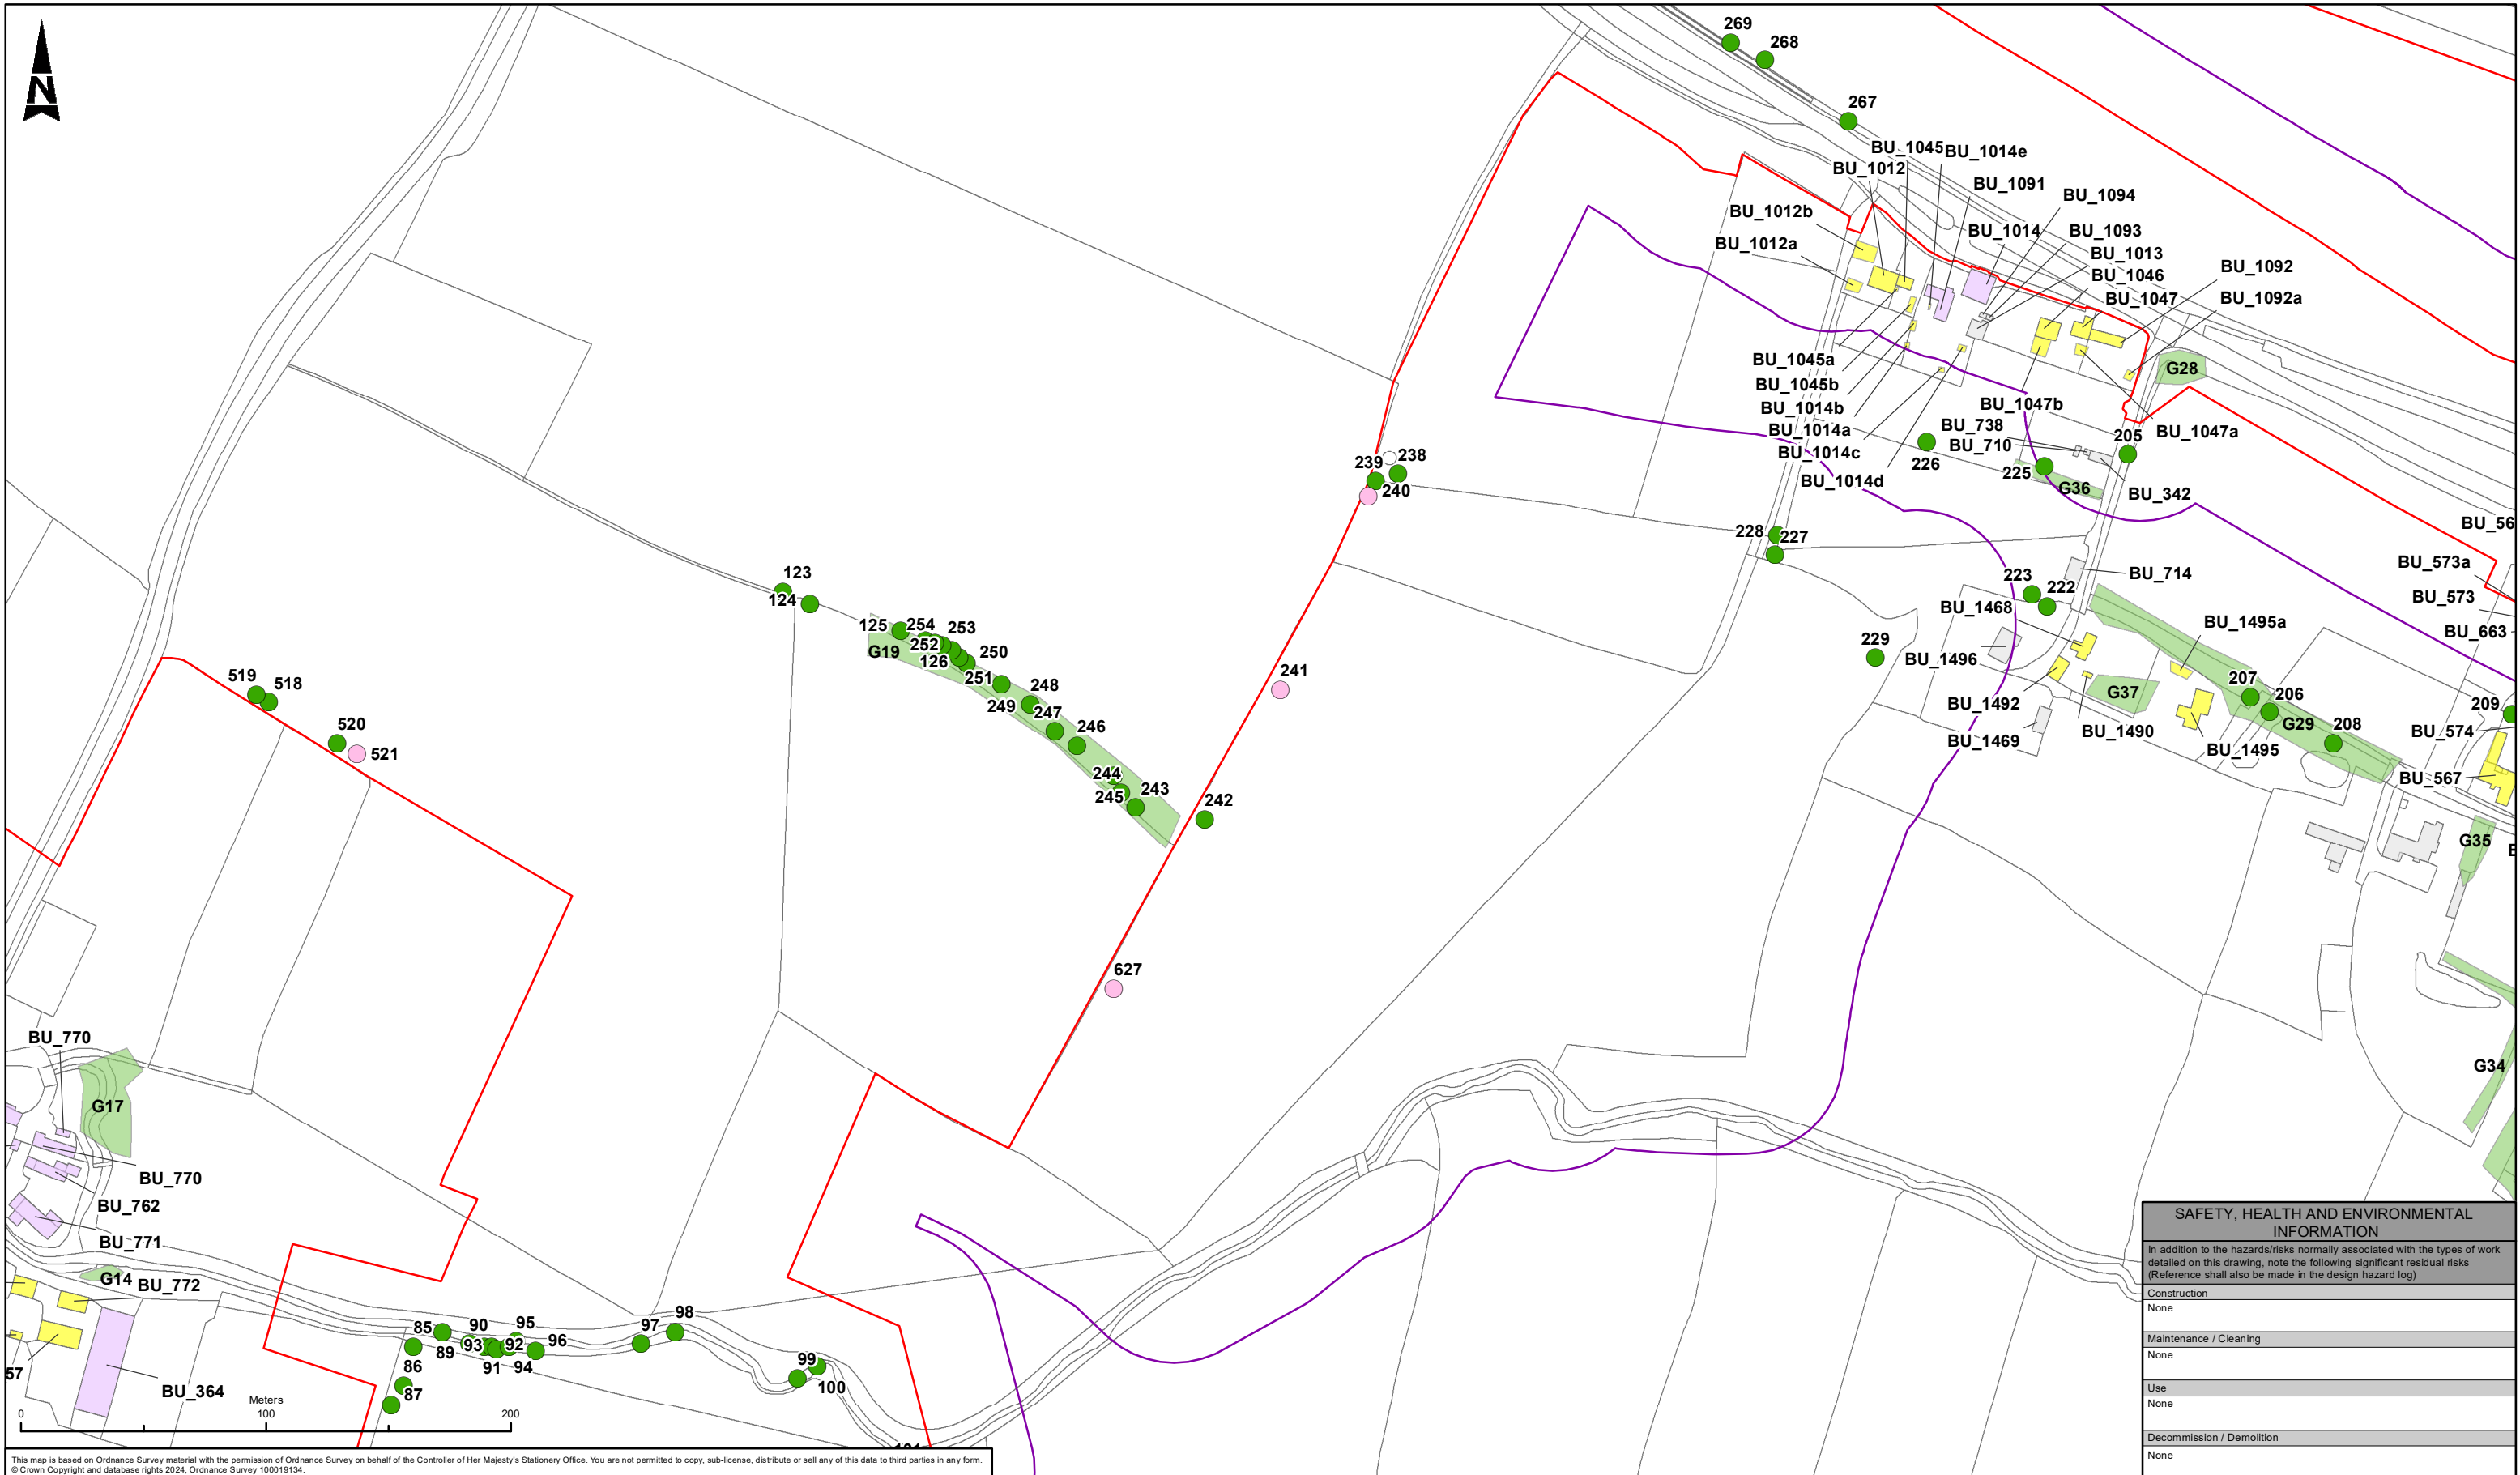 N
269
268
267
BU_1045
BU_1014e
BU_1012
BU_1091
BU_1094
BU_1012b
BU_1014
BU_1093
BU_1012a
BU_1013
BU_1046
BU_1092
BU_1047
BU_1092a
BU_1045a
G28
BU_1045b
BU_1014b
BU_1047b
BU_1014a
BU_738
BU_1047a
205
BU_710
BU_1014c
239
238
226
225
BU_1014d
G36
240
BU_342
228
227
BU_56
BU_573a
123
223
BU_714
222
BU_573
124
BU_1468
BU_1495a
125
254
253
BU_663
252
G19
229
126
250
BU_1496
241
519
518
251
248
207
206
G37
249
BU_1492
209
247
246
G29
208
BU_1490
BU_574
520
521
BU_1469
BU_1495
244
BU_567
245
243
242
G35
627
BU_770
G34
G17
BU_770
BU_762
BU_771
G14
BU_772
85
90
95
98
97
93
92
96
89
86
91
94
99
100
87
57
BU_364
Meters
0
100
200
SAFETY, HEALTH AND ENVIRONMENTAL
INFORMATION
In addition to the hazards/risks normally associated with the types of work
detailed on this drawing, note the following significant residual risks
(Reference shall also be made in the design hazard log)
Construction
None
Maintenance / Cleaning
None
Use
None
Decommission / Demolition
None
This map is based on Ordnance Survey material with the permission of Ordnance Survey on behalf of the Controller of Her Majesty's Stationery Office. You are not permitted to copy, sub-license, distribute or sell any of this data to third parties in any form.
© Crown Copyright and database rights 2024, Ordnance Survey 100019134.